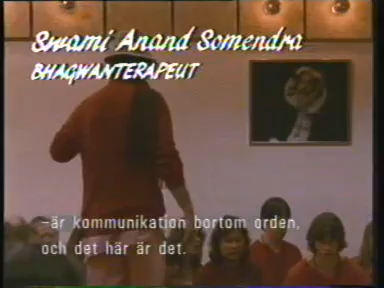 Swami Anand Somendra
BHAGWANTERAPEUT
–är kommunikation bortom orden,
och det här är det.